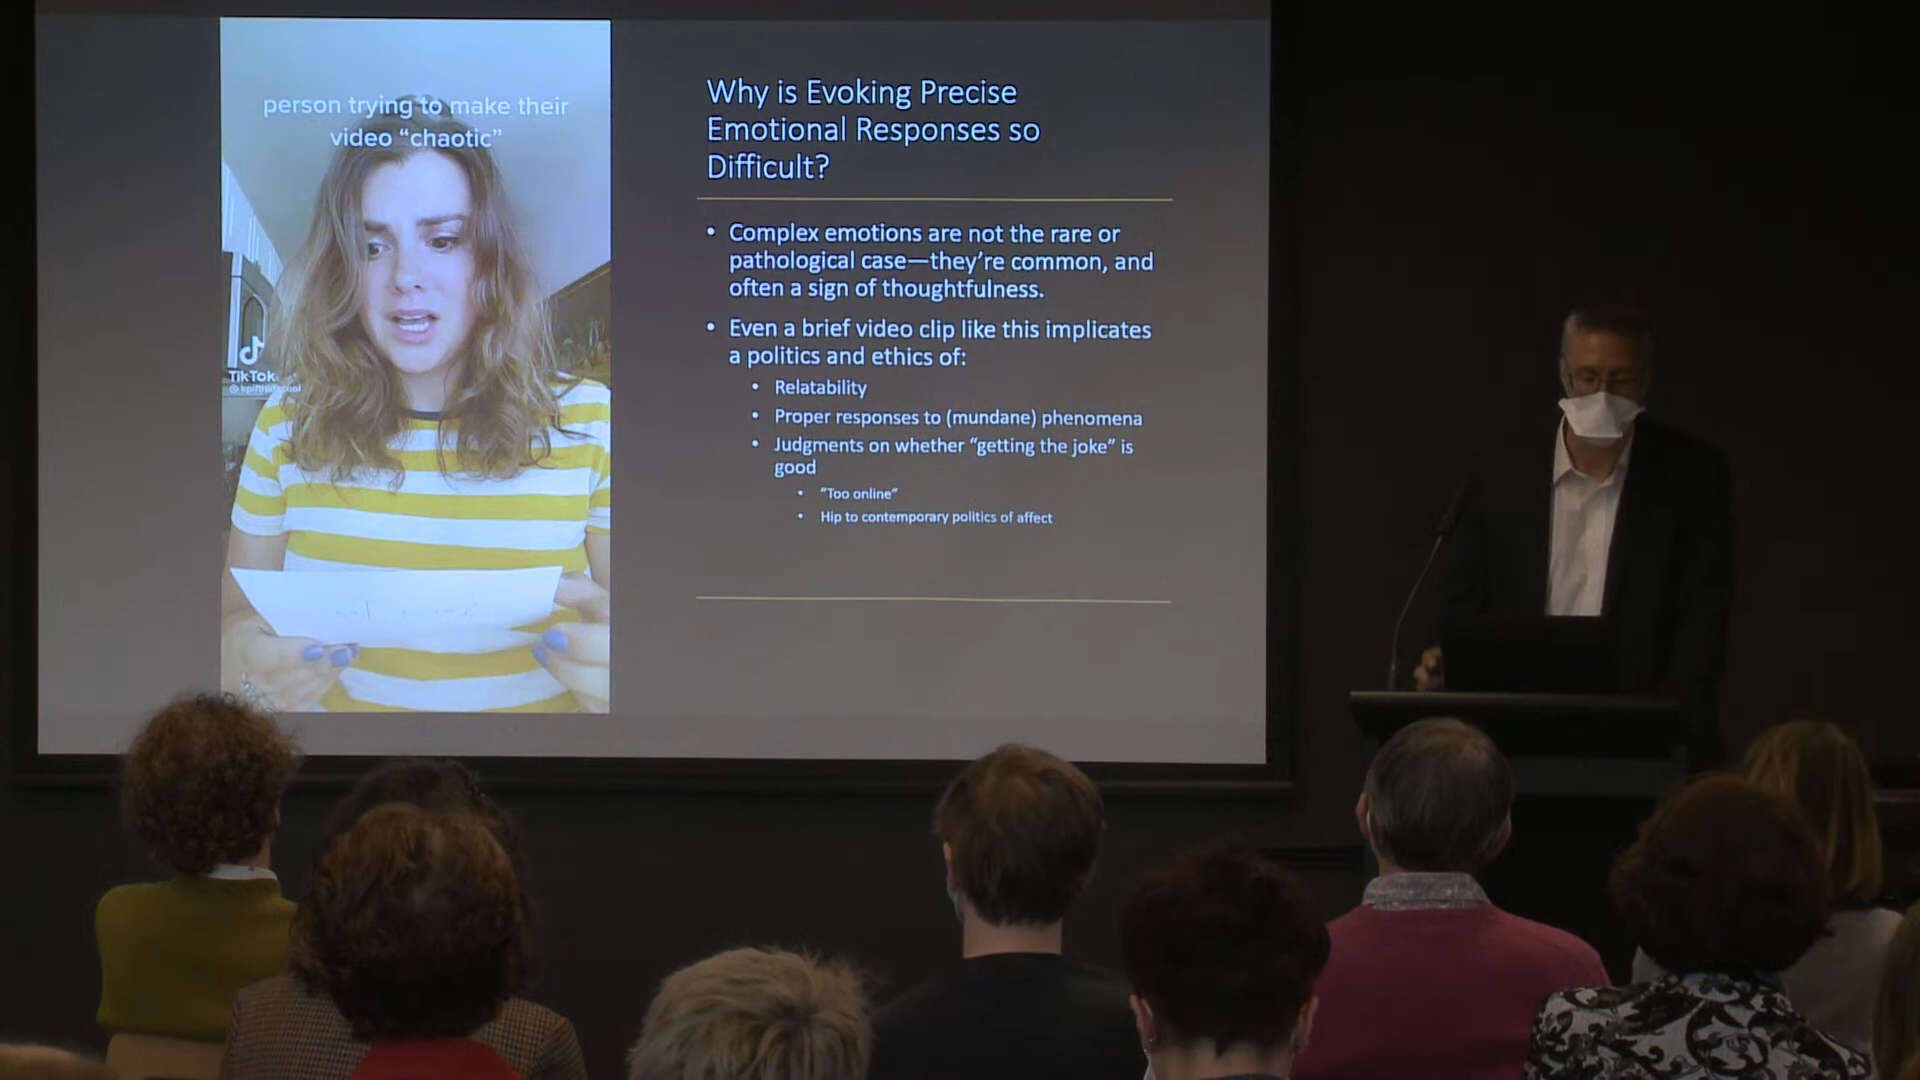 person trying to make their
video “chaotic”
TikTok
Why is Evoking Precise
Emotional Responses so
Difficult?
• Complex emotions are not the rare or
pathological case—they’re common, and
often a sign of thoughtfulness.
• Even a brief video clip like this implicates
a politics and ethics of:
• Relatability
• Proper responses to (mundane) phenomena
• Judgments on whether “getting the joke” is
good
• ”Too online”
• Hip to contemporary politics of affect